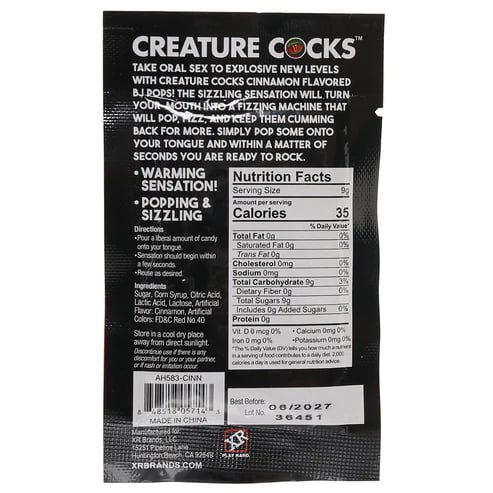 CREATURE COCKS™
TAKE ORAL SEX TO EXPLOSIVE NEW LEVELS
WITH CREATURE COCKS CINNAMON FLAVORED
BJ POPS! THE SIZZLING SENSATION WILL TURN
YOUR MOUTH INTO A FIZZING MACHINE THAT
WILL POP, FIZZ, AND KEEP THEM CUMMING
BACK FOR MORE. SIMPLY POP SOME ONTO
YOUR TONGUE AND WITHIN A MATTER OF
SECONDS YOU ARE READY TO ROCK.
• WARMING
SENSATION!
• POPPING &
SIZZLING
Directions
•Pour a liberal amount of candy
onto your tongue.
•Sensation should begin within
a few seconds.
•Reuse as desired.
Ingredients
Sugar, Corn Syrup, Citric Acid,
Lactic Acid, Lactose, Artificial
Flavor: Cinnamon, Artificial
Colors: FD&C Red No.40
Store in a cool dry place
away from direct sunlight.
Discontinue use if there is any
discomfort for you or your partner,
or if rash or irritation occur.
Nutrition Facts
Serving Size 9g
Amount per serving
Calories 35
% Daily Value*
Total Fat 0g 0%
Saturated Fat 0g 0%
Trans Fat 0g
Cholesterol 0mg 0%
Sodium 0mg 0%
Total Carbohydrate 9g 3%
Dietary Fiber 0g 0%
Total Sugars 9g
Includes 0g Added Sugars 0%
Protein 0g
Vit. D 0 mcg 0% • Calcium 0mg 0%
Iron 0 mg 0% •Potassium 0mg 0%
*The % Daily Value (DV) tells you how much a nutrient
in a serving of food contributes to a daily diet. 2,000
calories a day is used for general nutrition advice.
AH583-CINN
8 48518 05714 3
MADE IN CHINA
Manufactured for:
XR Brands, LLC.
15251 Pipeline Lane
Huntington Beach, CA 92649
XRBRANDS.COM
XR
PLAY HARD.
Best Before: 06/2027
Lot No. 36451